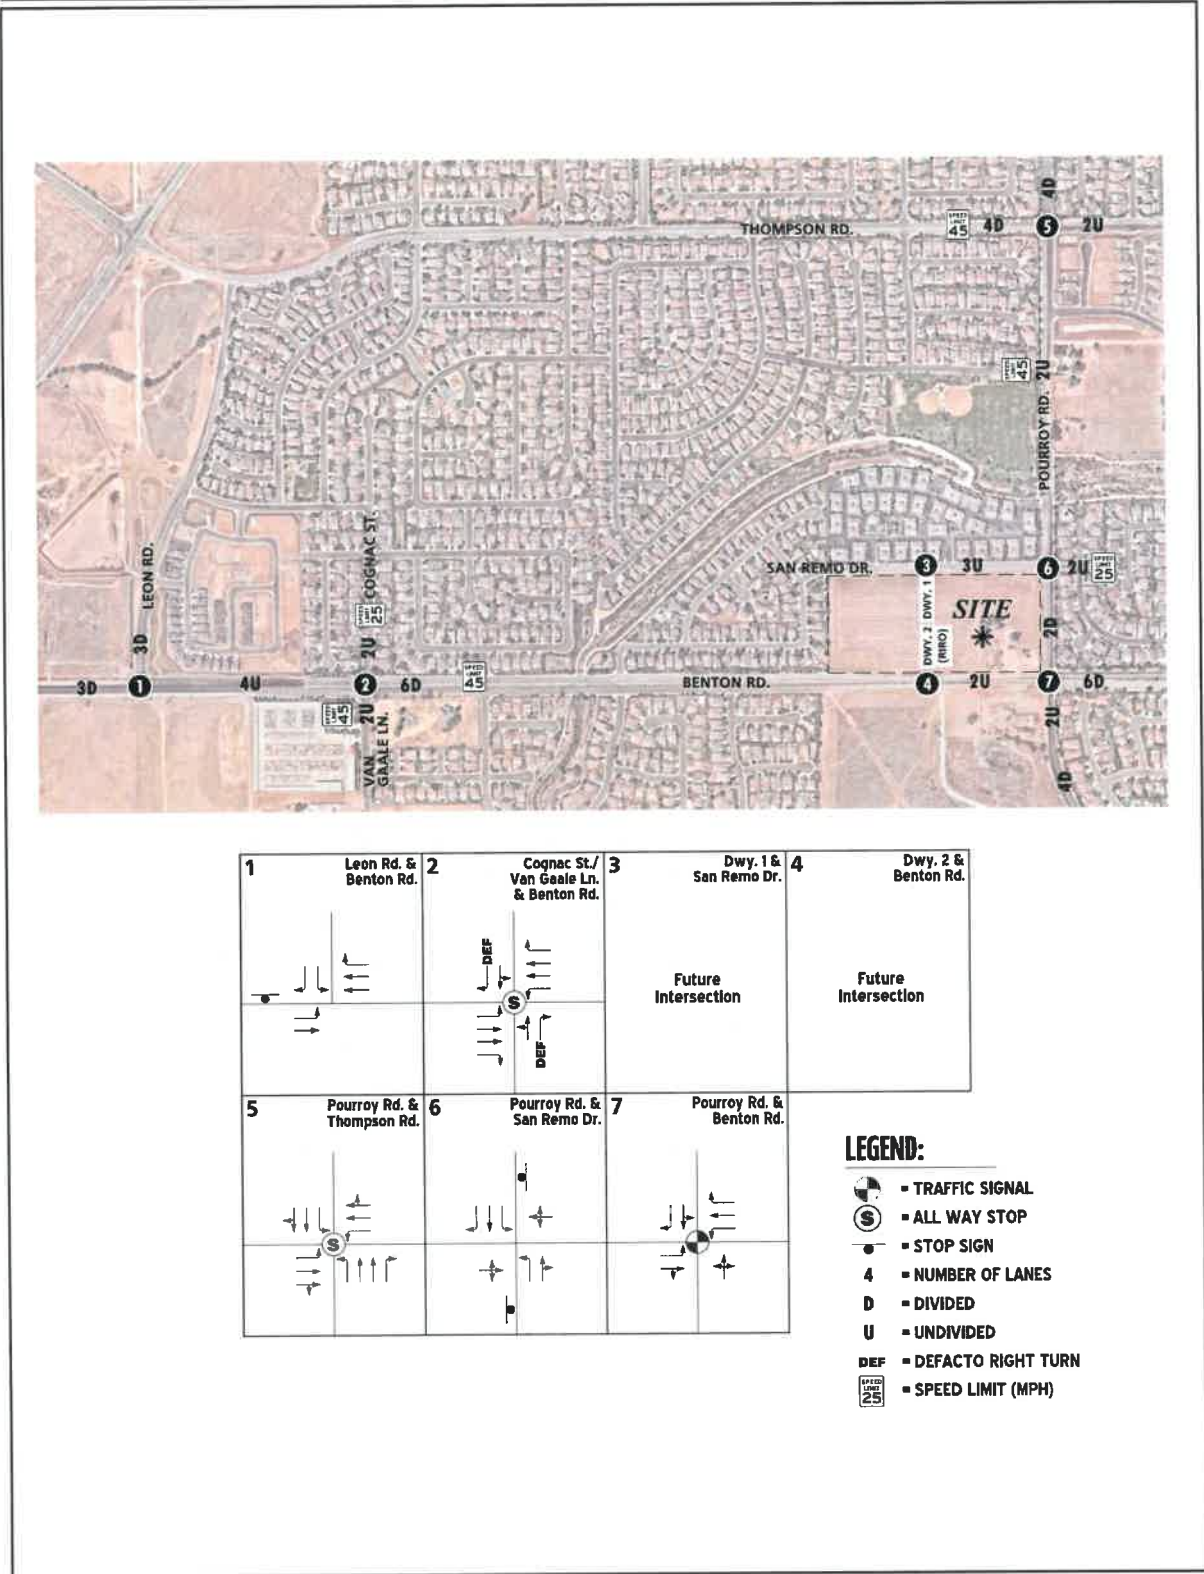 4D
THOMPSON RD.
SPEED LIMIT 45
4D
5
2U
SPEED LIMIT 45
2U
POURROY RD.
LEON RD.
COGNAC ST.
SPEED LIMIT 25
SAN REMO DR.
3
3U
6
2U
SPEED LIMIT 25
DWY. 1
SITE
DWY. 2
(RIRO)
2D
3D
2U
3D
1
4U
2
6D
SPEED LIMIT 45
BENTON RD.
4
2U
7
6D
SPEED LIMIT 45
2U
VAN
GAALE LN.
2U
4D
1
Leon Rd. &
Benton Rd.
2
Cognac St./
Van Gaale Ln.
& Benton Rd.
DEF
S
DEF
3
Dwy. 1 &
San Remo Dr.
Future
Intersection
4
Dwy. 2 &
Benton Rd.
Future
Intersection
5
Pourroy Rd. &
Thompson Rd.
S
6
Pourroy Rd. &
San Remo Dr.
7
Pourroy Rd. &
Benton Rd.
LEGEND:
= TRAFFIC SIGNAL
S = ALL WAY STOP
= STOP SIGN
4 = NUMBER OF LANES
D = DIVIDED
U = UNDIVIDED
DEF = DEFACTO RIGHT TURN
SPEED LIMIT 25 = SPEED LIMIT (MPH)